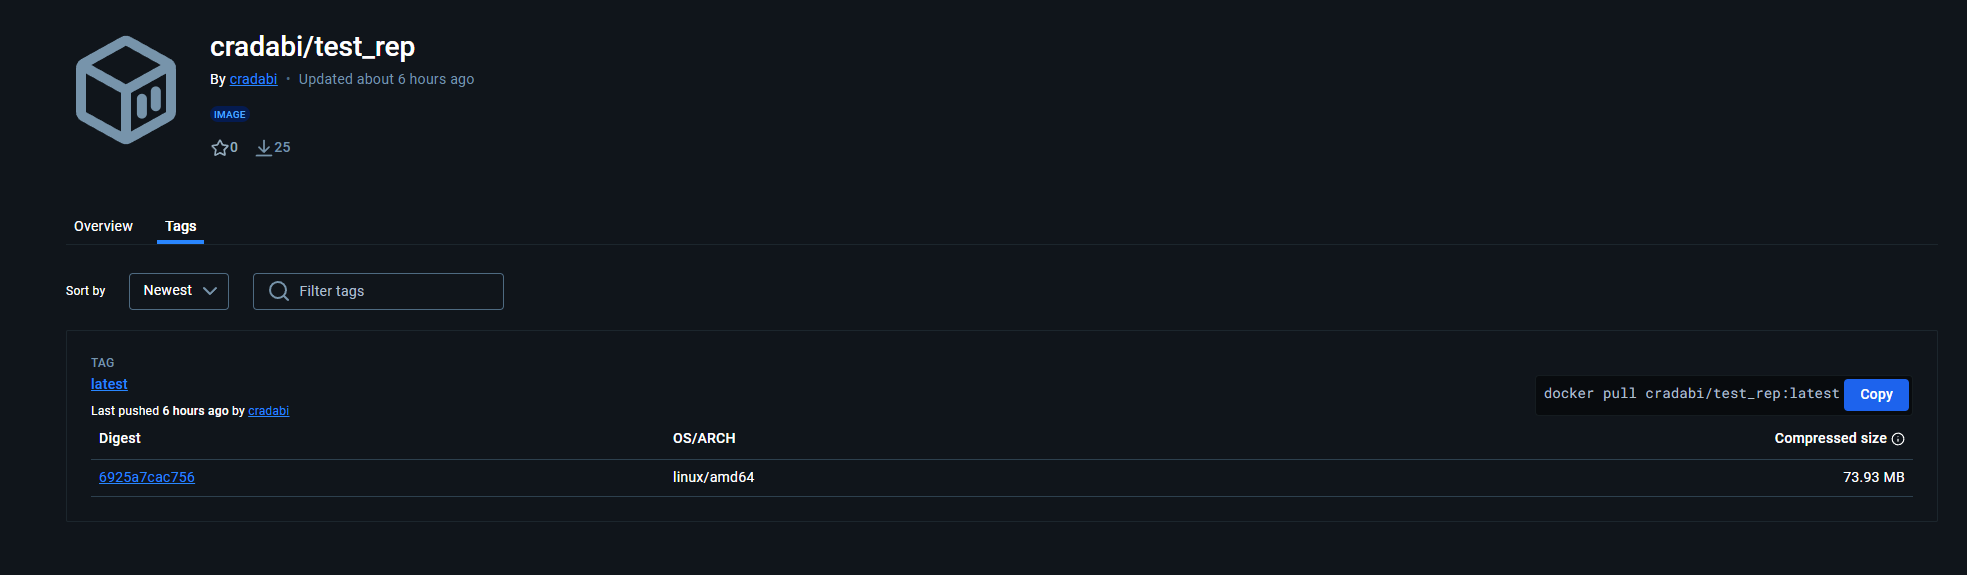 cradabi/test_rep
By cradabi • Updated about 6 hours ago
IMAGE
0 25
Overview Tags
Sort by Newest Filter tags
TAG
latest
docker pull cradabi/test_rep:latest Copy
Last pushed 6 hours ago by cradabi
Digest OS/ARCH Compressed size
6925a7cac756 linux/amd64 73.93 MB